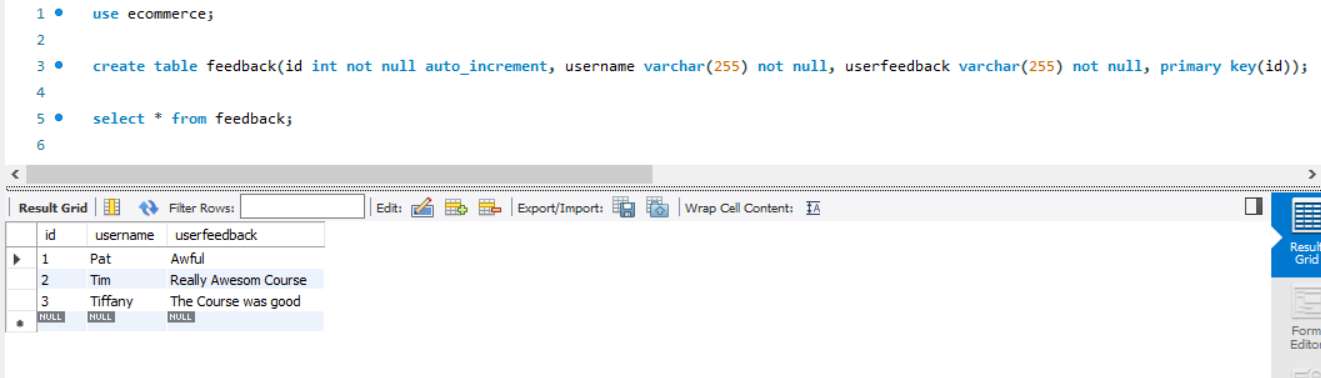 1 use ecommerce;
2
3 create table feedback(id int not null auto_increment, username varchar(255) not null, userfeedback varchar(255) not null, primary key(id));
4
5 select * from feedback;
6
Result Grid Filter Rows: Edit: Export/Import: Wrap Cell Content:
id username userfeedback
1 Pat Awful
2 Tim Really Awesom Course
3 Tiffany The Course was good
NULL NULL NULL
Result
Grid
Form
Editor